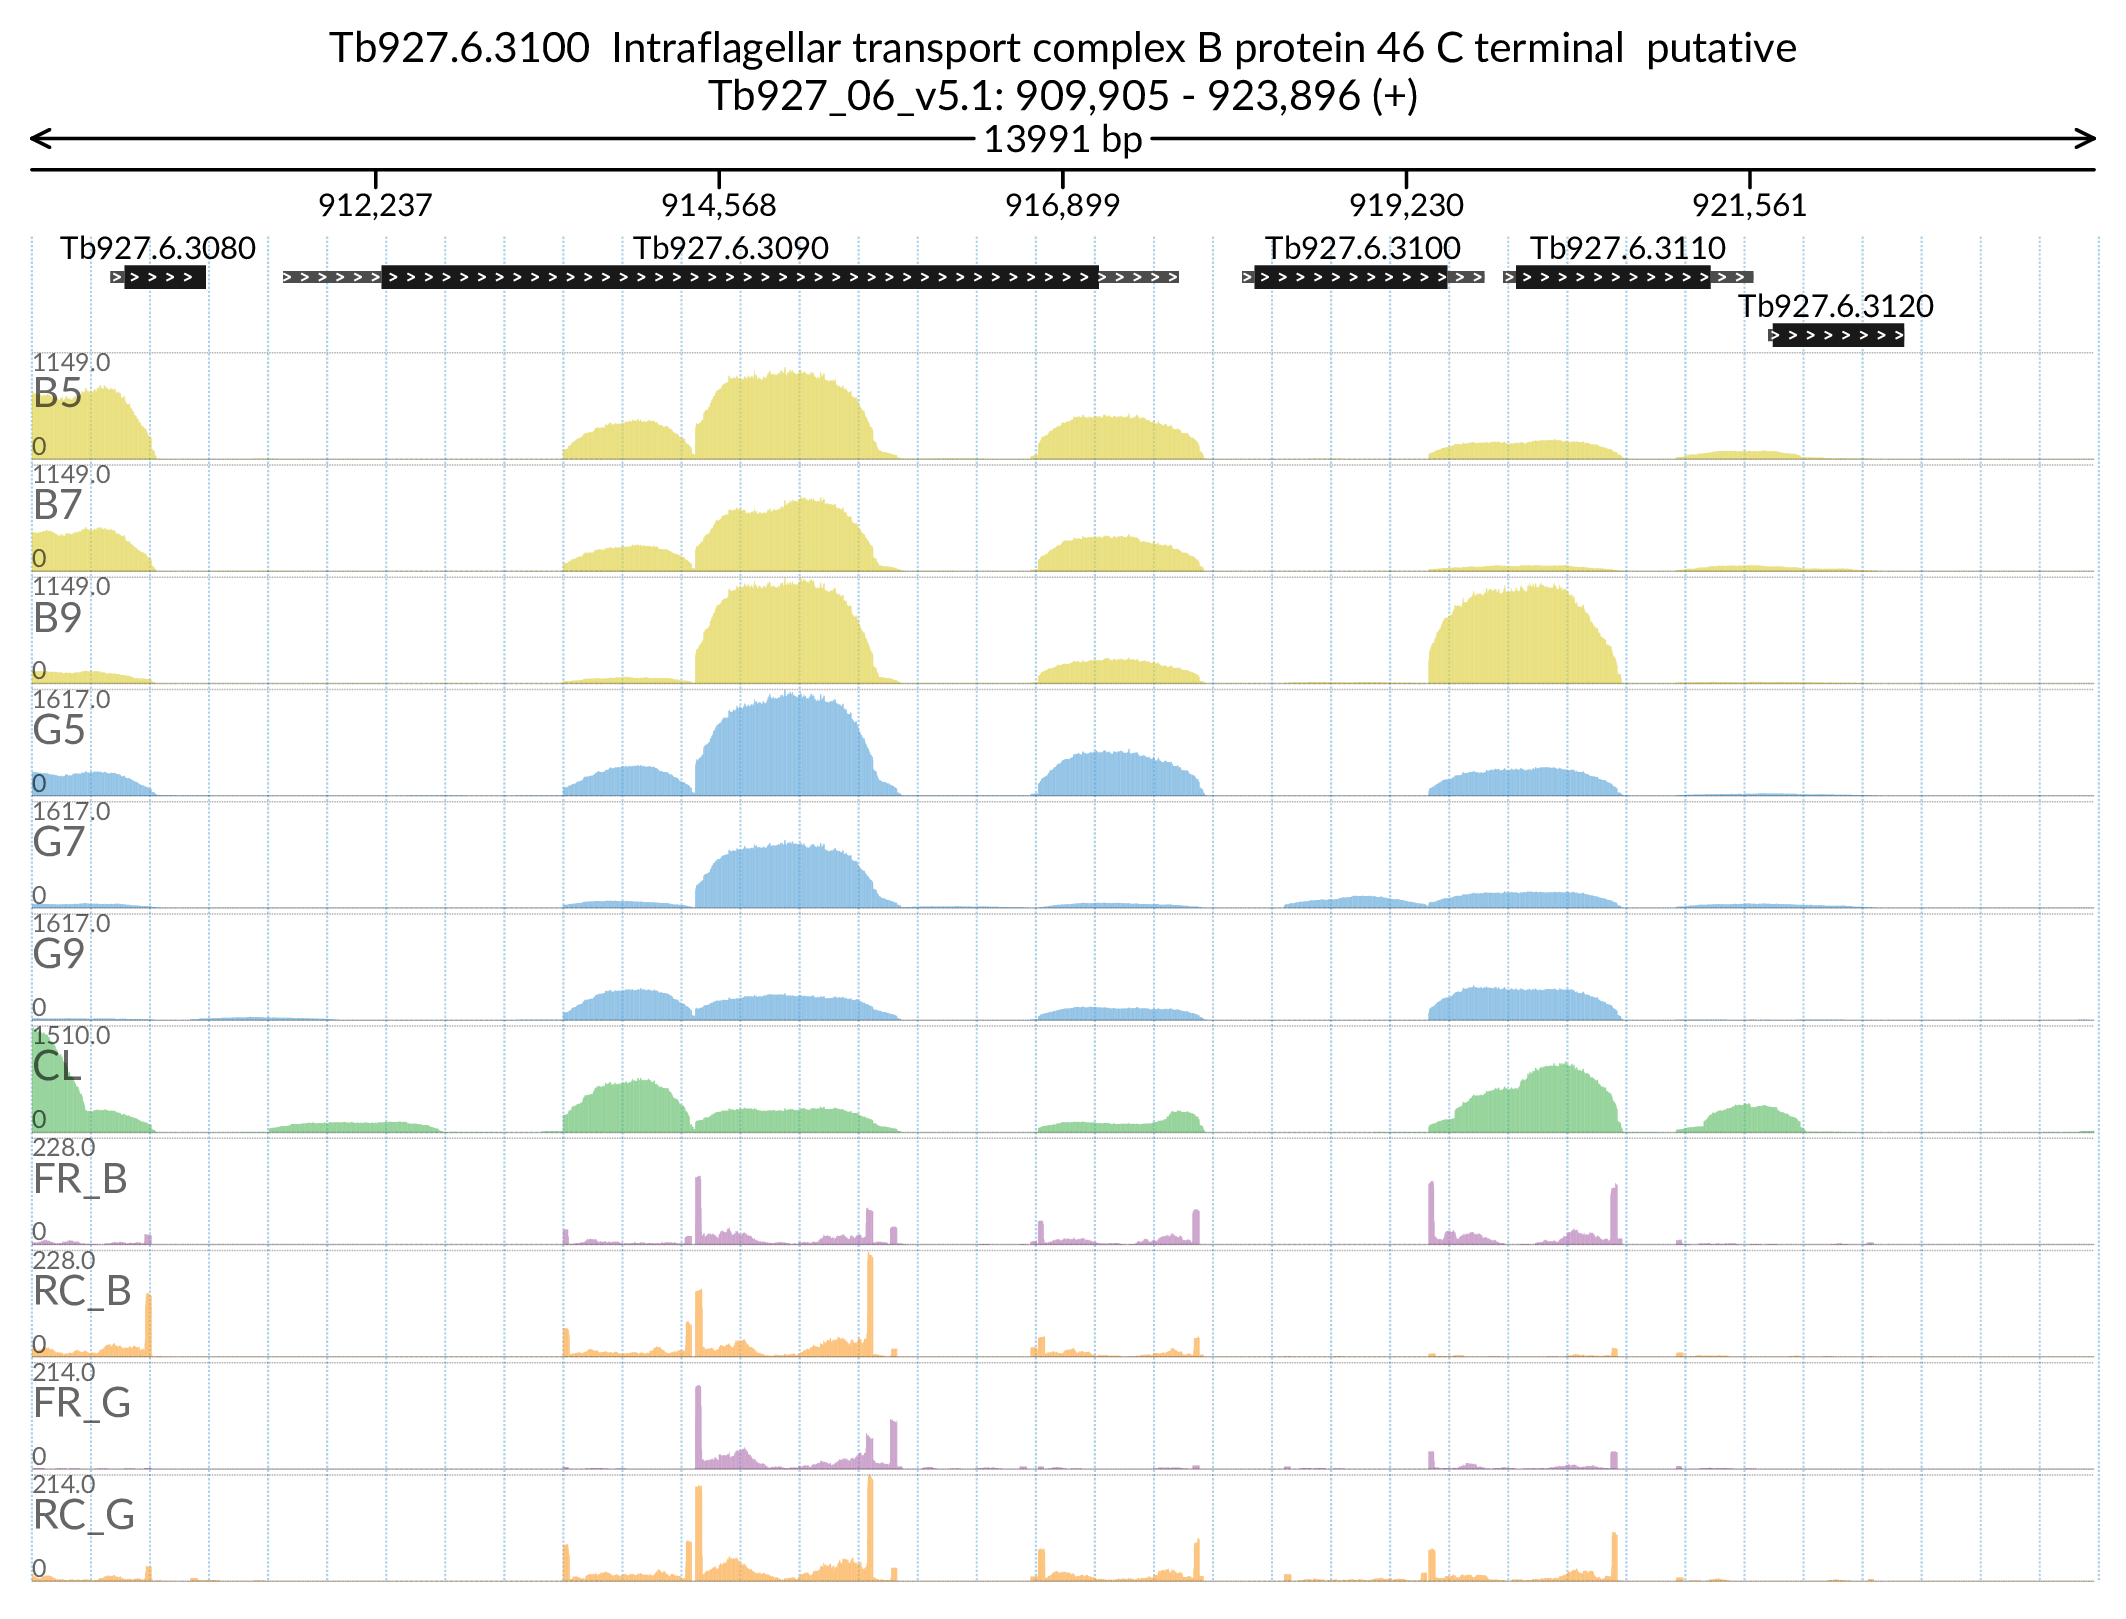 Tb927.6.3100  Intraflagellar transport complex B protein 46 C terminal  putative
Tb927_06_v5.1: 909,905 - 923,896 (+)
13991 bp
912,237 914,568 916,899 919,230 921,561
Tb927.6.3080 Tb927.6.3090 Tb927.6.3100 Tb927.6.3110
Tb927.6.3120
1149.0
B5
0
1149.0
B7
0
1149.0
B9
0
1617.0
G5
0
1617.0
G7
0
1617.0
G9
0
1510.0
CL
0
228.0
FR_B
0
228.0
RC_B
0
214.0
FR_G
0
214.0
RC_G
0